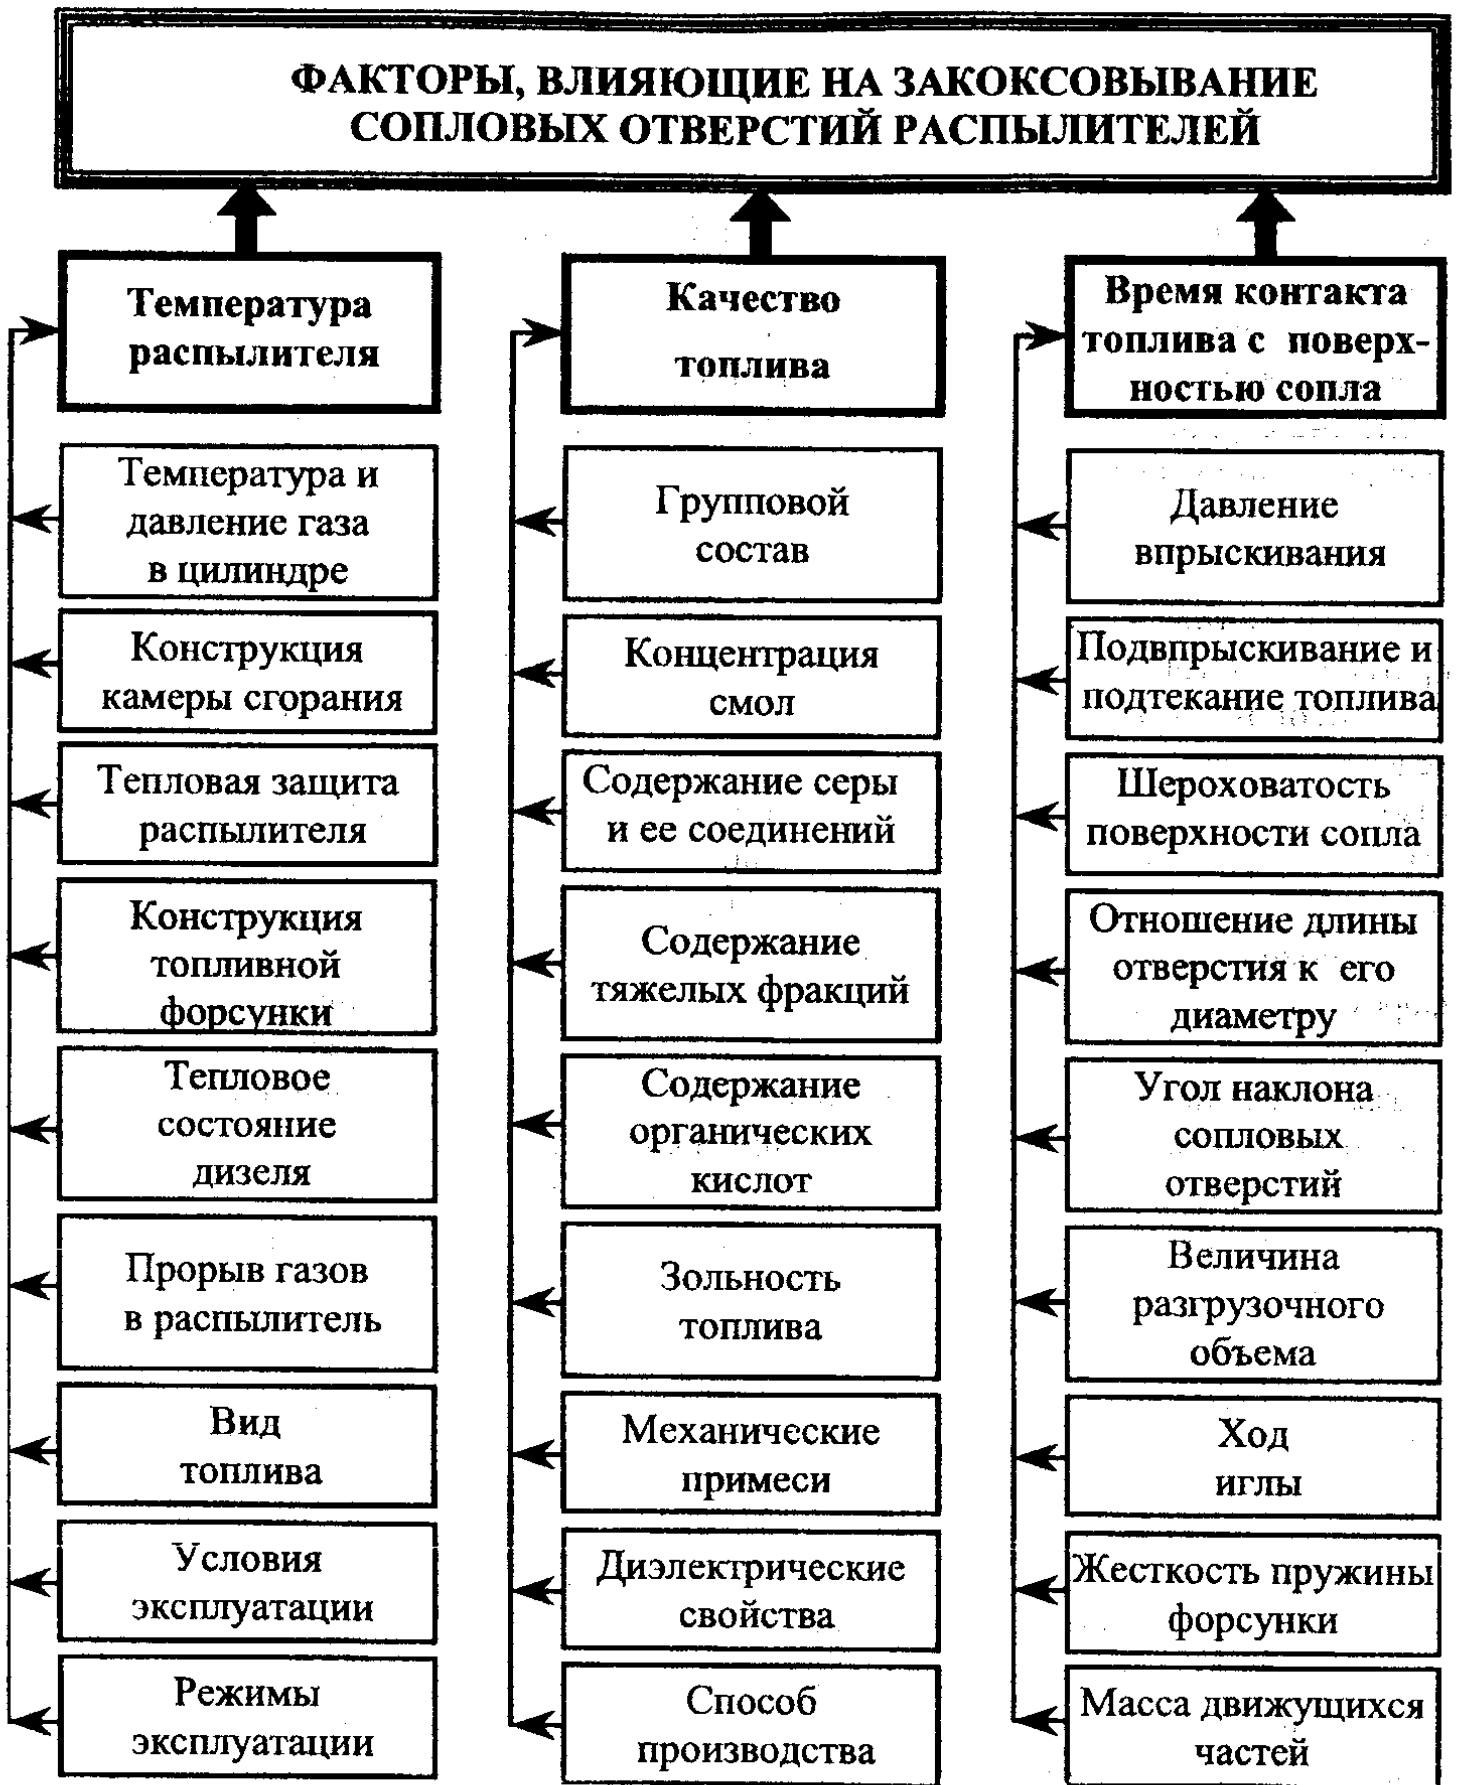 ФАКТОРЫ, ВЛИЯЮЩИЕ НА ЗАКОКСОВЫВАНИЕ
СОПЛОВЫХ ОТВЕРСТИЙ РАСПЫЛИТЕЛЕЙ
Температура
распылителя
Температура и
давление газа
в цилиндре
Конструкция
камеры сгорания
Тепловая защита
распылителя
Конструкция
топливной
форсунки
Тепловое
состояние
дизеля
Прорыв газов
в распылитель
Вид
топлива
Условия
эксплуатации
Режимы
эксплуатации
Качество
топлива
Групповой
состав
Концентрация
смол
Содержание серы
и ее соединений
Содержание
тяжелых фракций
Содержание
органических
кислот
Зольность
топлива
Механические
примеси
Диэлектрические
свойства
Способ
производства
Время контакта
топлива с поверх-
ностью сопла
Давление
впрыскивания
Подвпрыскивание и
подтекание топлива
Шероховатость
поверхности сопла
Отношение длины
отверстия к его
диаметру
Угол наклона
сопловых
отверстий
Величина
разгрузочного
объема
Ход
иглы
Жесткость пружины
форсунки
Масса движущихся
частей